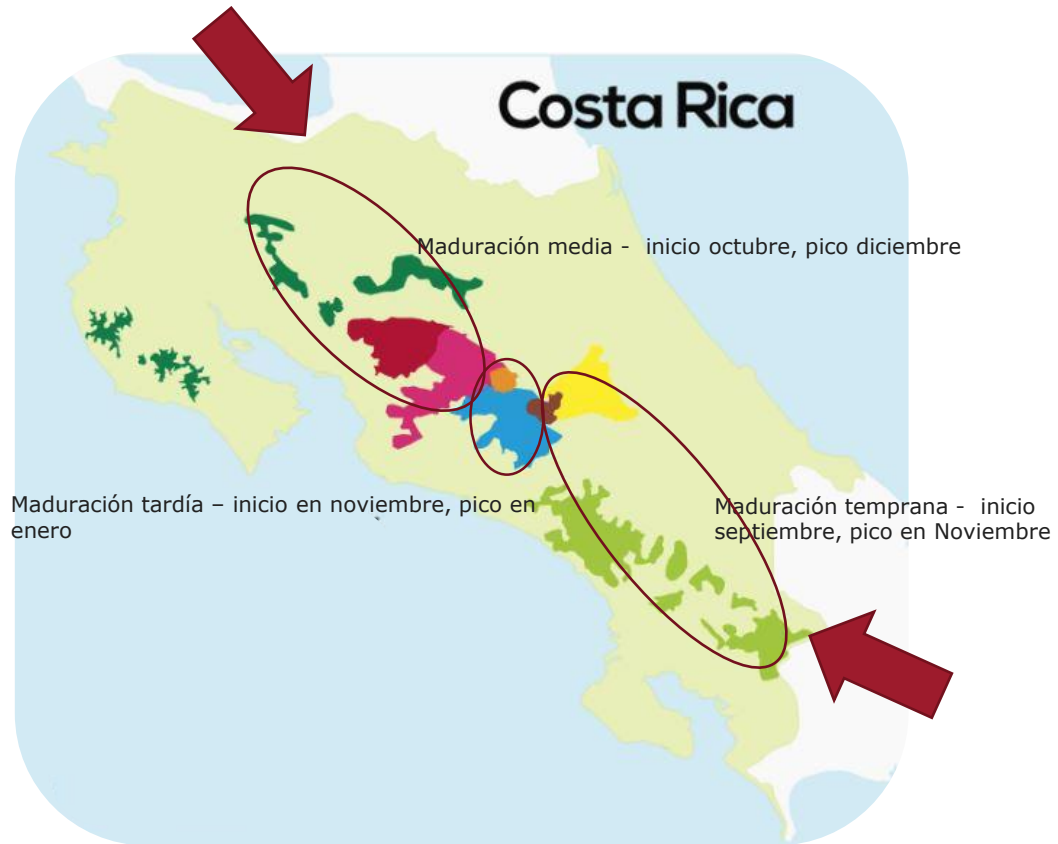 Costa Rica
Maduración media -  inicio octubre, pico diciembre
Maduración tardía – inicio en noviembre, pico en
enero
Maduración temprana -  inicio
septiembre, pico en Noviembre